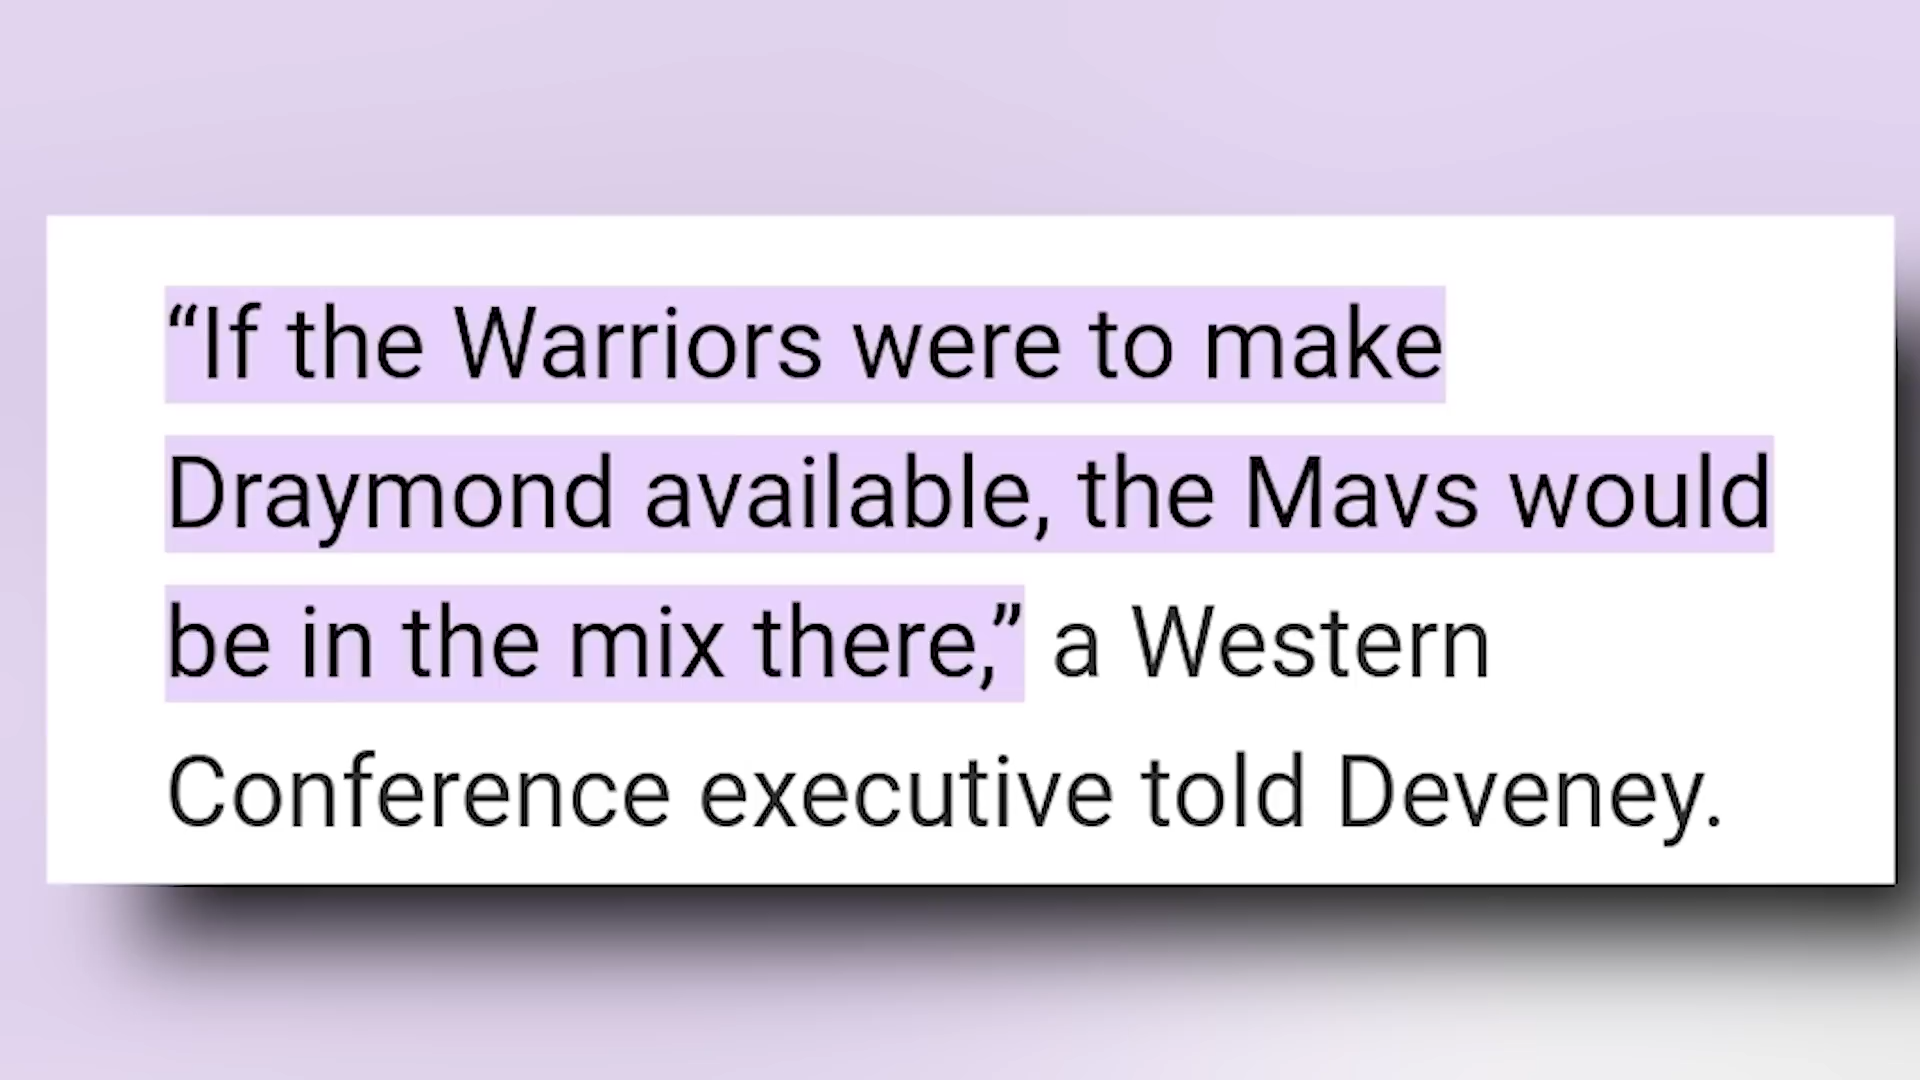 “If the Warriors were to make
Draymond available, the Mavs would
be in the mix there,” a Western
Conference executive told Deveney.